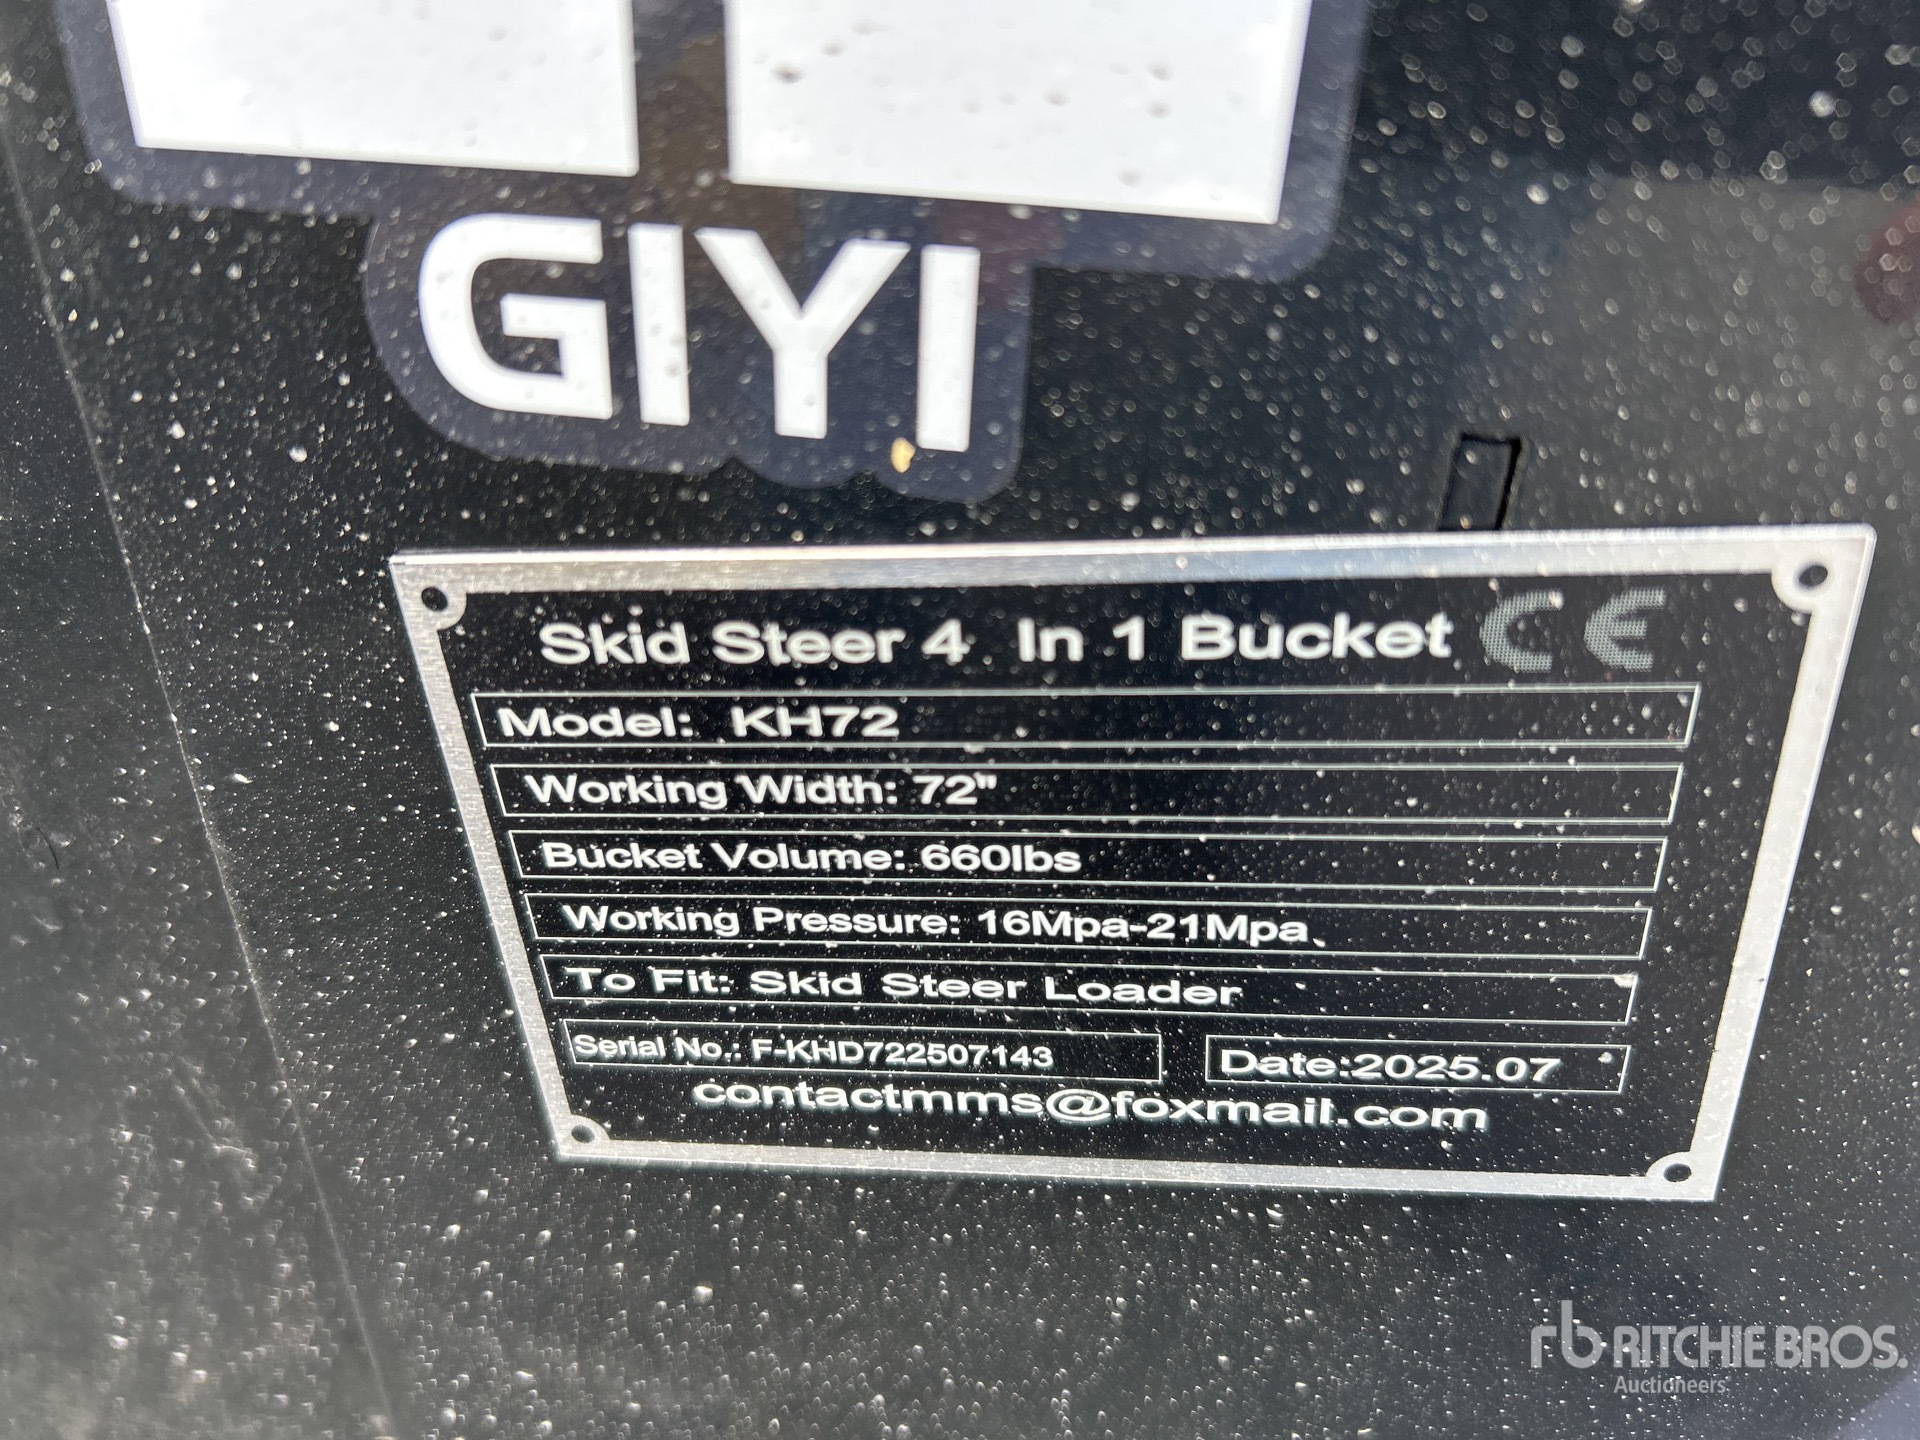 GIYI
Skid Steer 4 In 1 Bucket CE
Model: KH72
Working Width: 72"
Bucket Volume: 660lbs
Working Pressure: 16Mpa-21Mpa
To Fit: Skid Steer Loader
Serial No.: F-KHD722507143 Date:2025.07
contactmms@foxmail.com
rb RITCHIE BROS.
Auctioneers